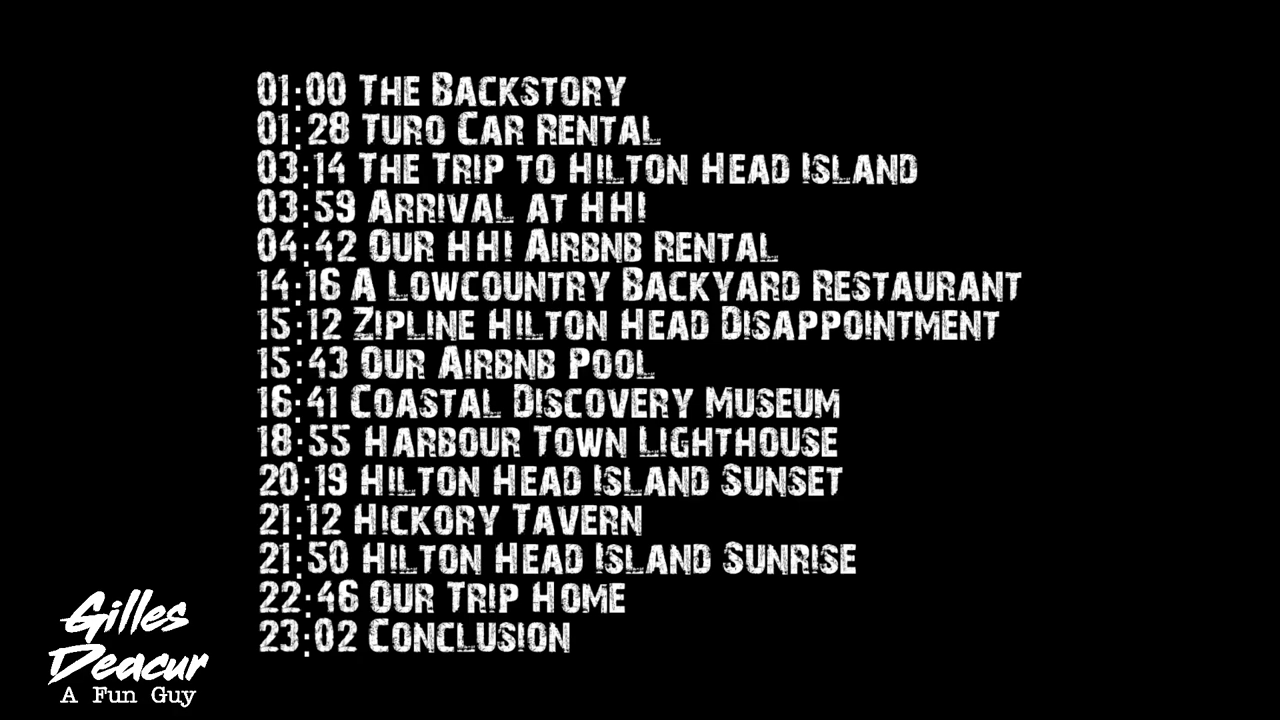 01:00 The Backstory
01:28 Turo Car Rental
03:14 The Trip to Hilton Head Island
03:59 Arrival at HHI
04:42 Our HHI Airbnb Rental
14:16 A Lowcountry Backyard Restaurant
15:12 Zipline Hilton Head Disappointment
15:43 Our Airbnb Pool
16:41 Coastal Discovery Museum
18:55 Harbour Town Lighthouse
20:19 Hilton Head Island Sunset
21:12 Hickory Tavern
21:50 Hilton Head Island Sunrise
22:46 Our Trip Home
23:02 Conclusion
Gilles
Deacur
A Fun Guy